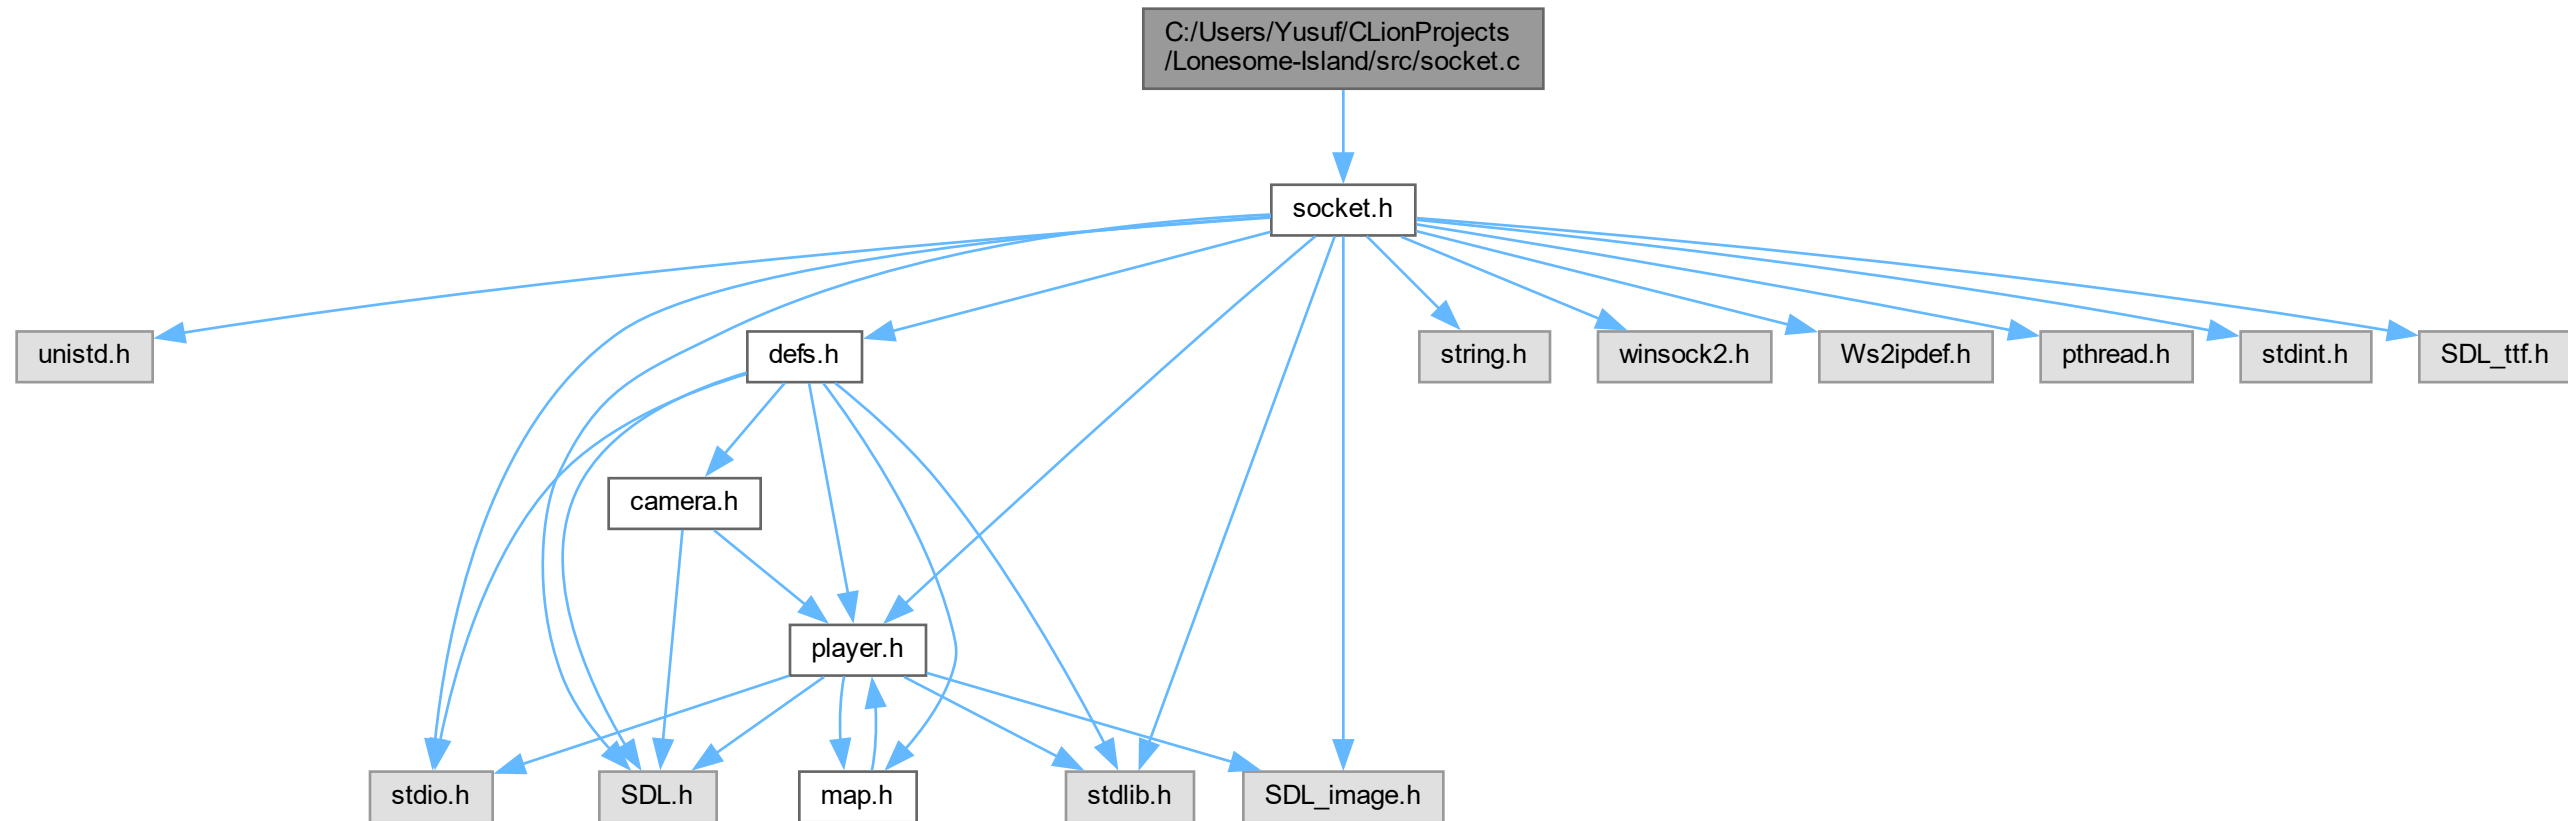 C:/Users/Yusuf/CLionProjects
/Lonesome-Island/src/socket.c
socket.h
unistd.h
defs.h
string.h
winsock2.h
Ws2ipdef.h
pthread.h
stdint.h
SDL_ttf.h
camera.h
player.h
stdio.h
SDL.h
map.h
stdlib.h
SDL_image.h